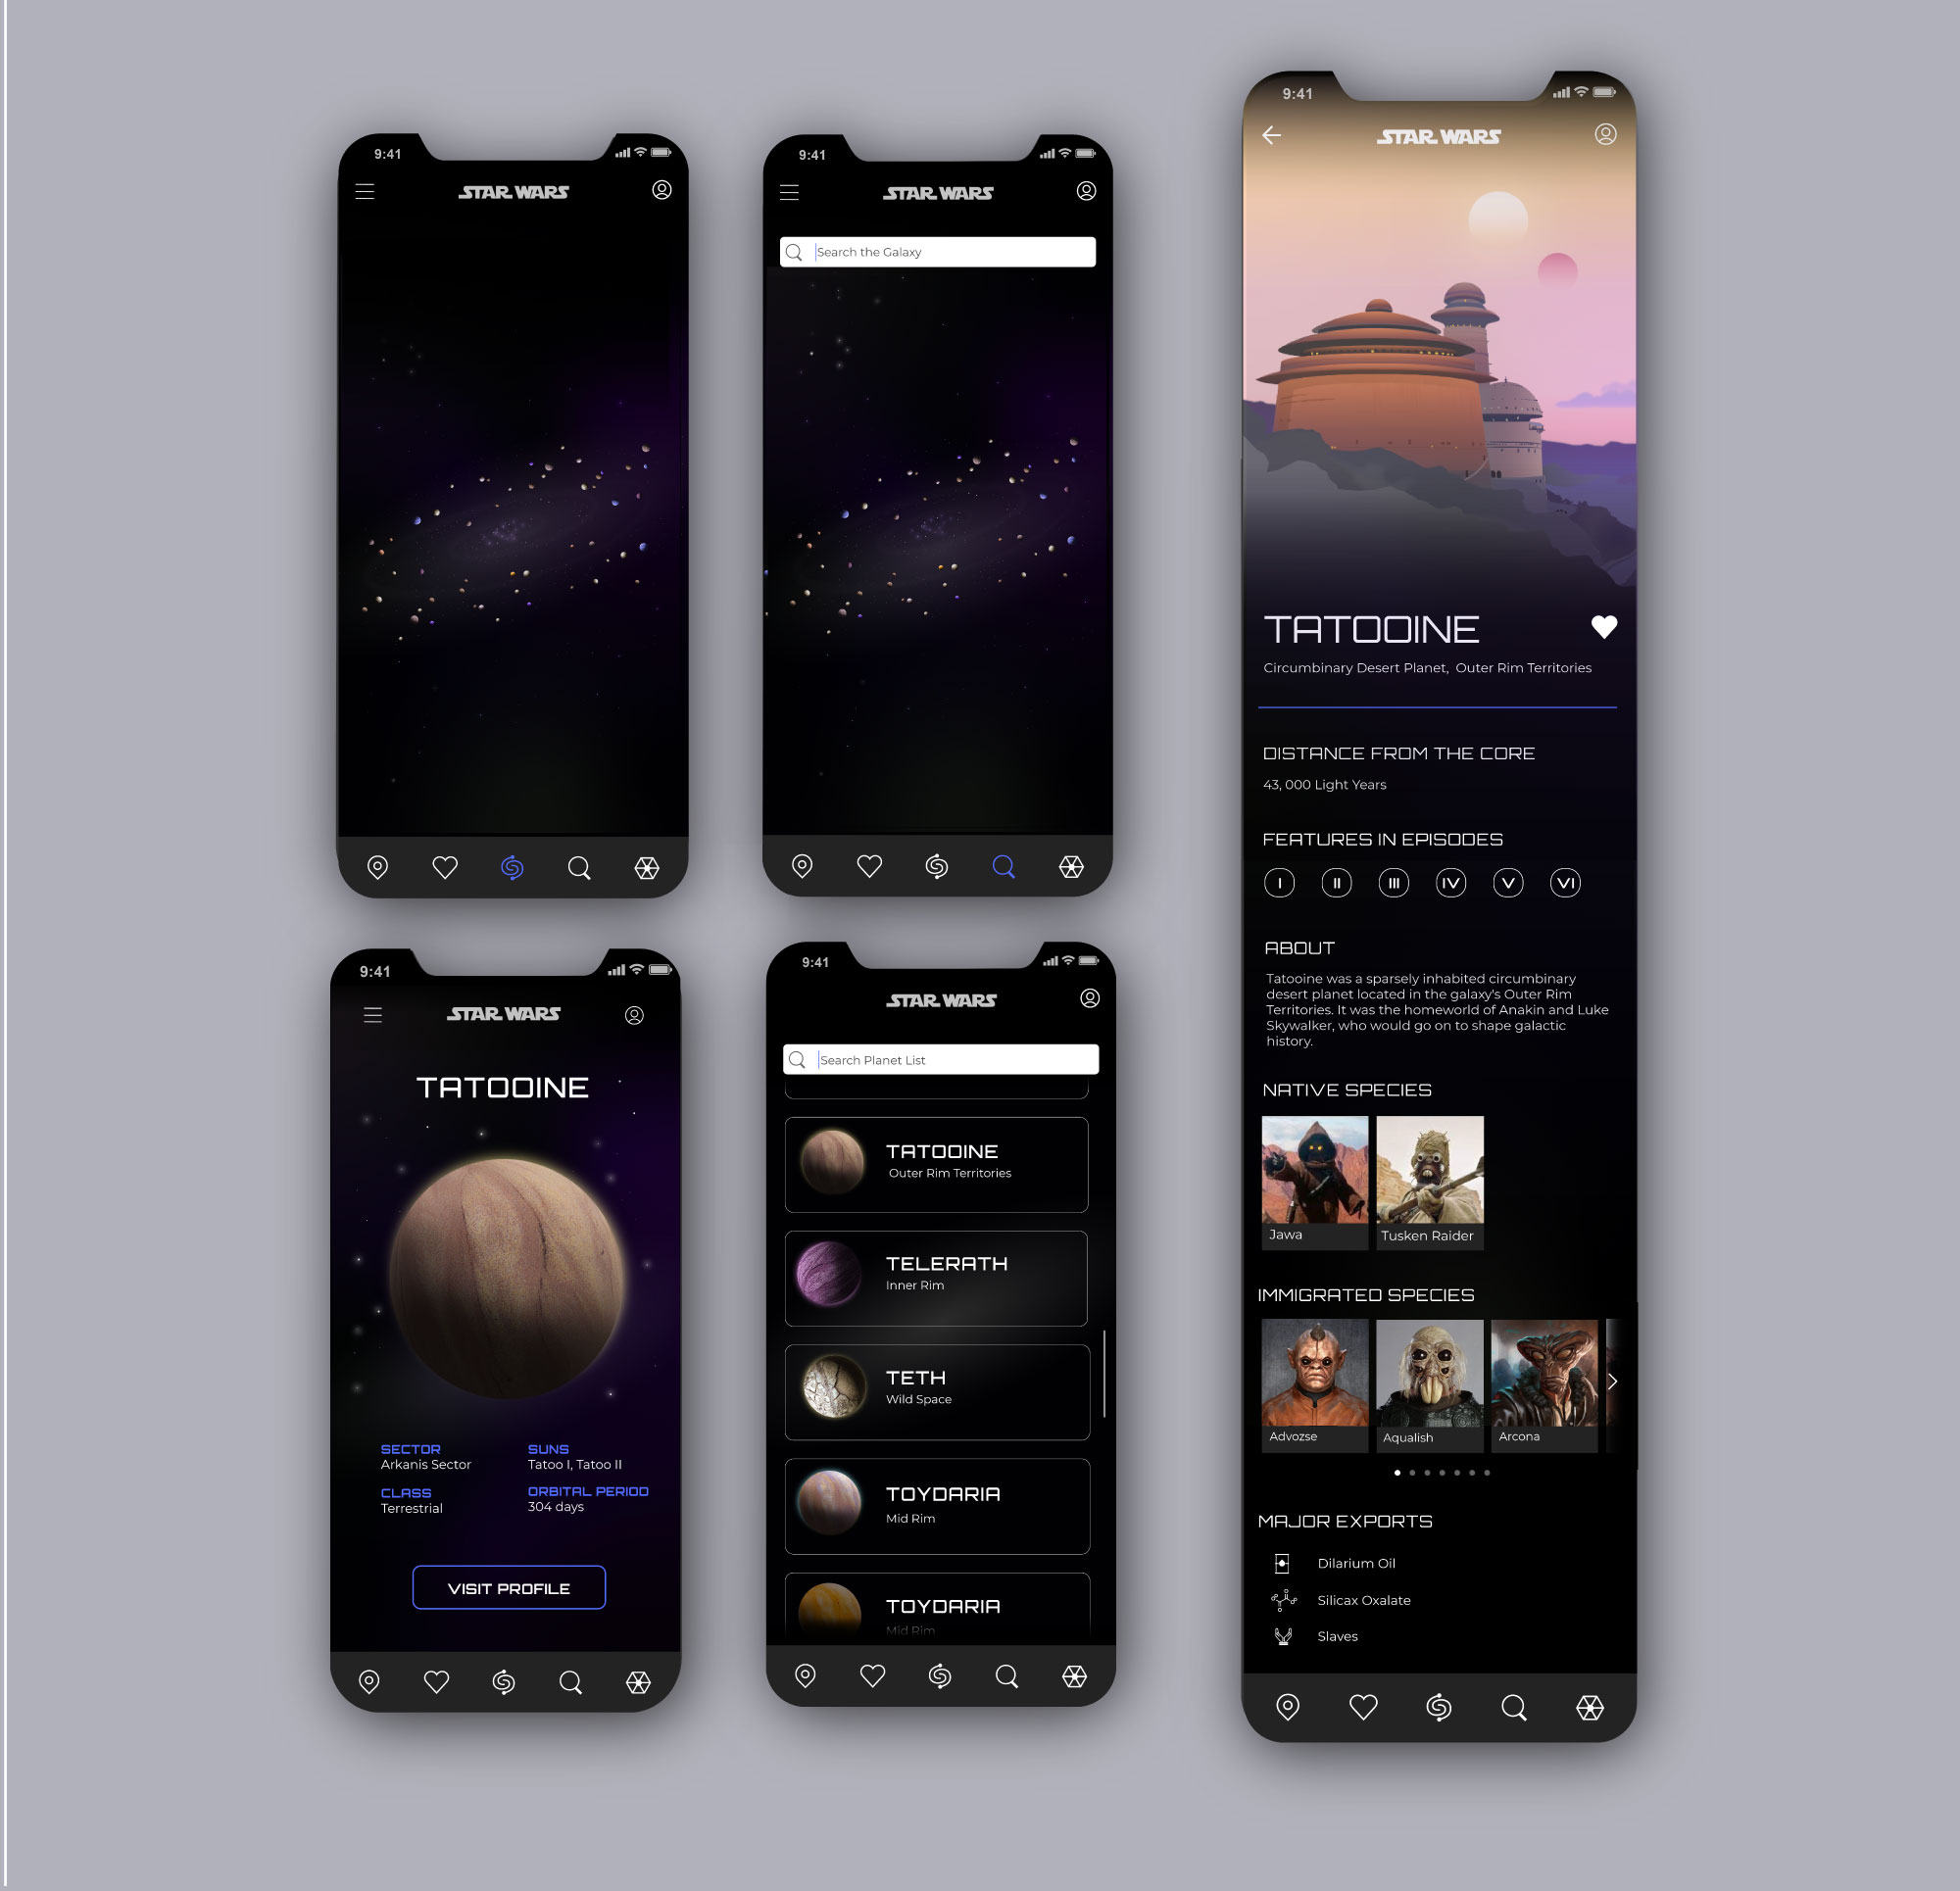 9:41
STAR WARS
9:41
STAR WARS
Search the Galaxy
9:41
STAR WARS
TATOOINE
SECTOR
Arkanis Sector
SUNS
Tatoo I, Tatoo II
CLASS
Terrestrial
ORBITAL PERIOD
304 days
VISIT PROFILE
9:41
STAR WARS
Search Planet List
TATOOINE
Outer Rim Territories
TELERATH
Inner Rim
TETH
Wild Space
TOYDARIA
Mid Rim
TOYDARIA
Mid Rim
9:41
STAR WARS
TATOOINE
Circumbinary Desert Planet, Outer Rim Territories
DISTANCE FROM THE CORE
43, 000 Light Years
FEATURES IN EPISODES
I II III IV V VI
ABOUT
Tatooine was a sparsely inhabited circumbinary
desert planet located in the galaxy's Outer Rim
Territories. It was the homeworld of Anakin and Luke
Skywalker, who would go on to shape galactic
history.
NATIVE SPECIES
Jawa
Tusken Raider
IMMIGRATED SPECIES
Advozse
Aqualish
Arcona
MAJOR EXPORTS
Dilarium Oil
Silicax Oxalate
Slaves